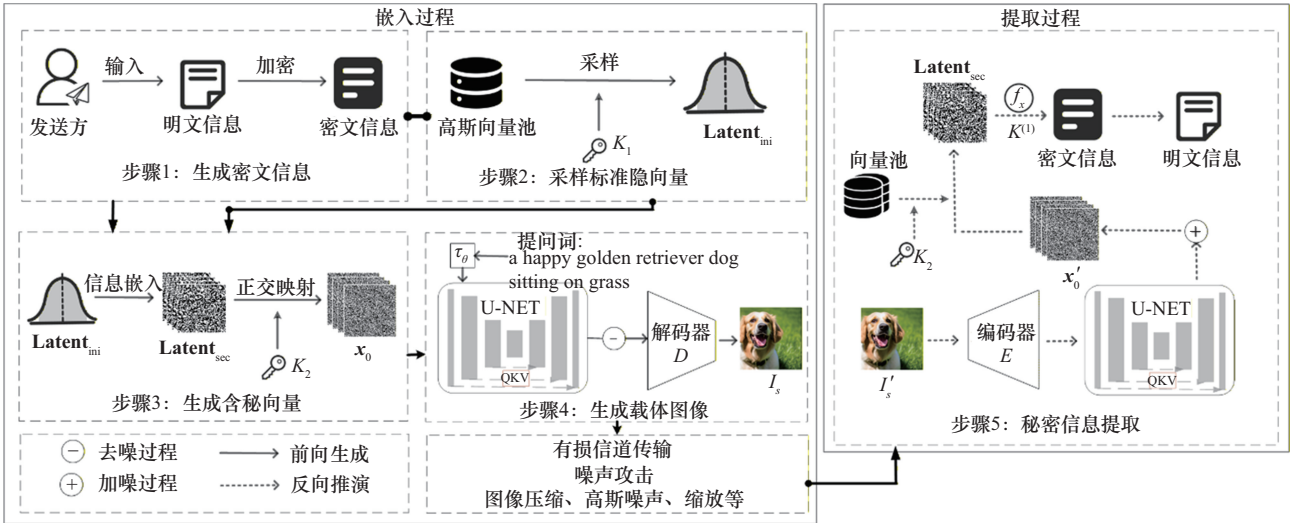 嵌入过程
输入
加密
发送方
明文信息
密文信息
步骤1：生成密文信息
采样
高斯向量池
K₁
Latent_ini
步骤2：采样标准隐向量
信息嵌入
正交映射
Latent_ini
Latent_sec
K₂
x₀
步骤3：生成含秘向量
提问词:
τ_θ
a happy golden retriever dog
sitting on grass
U-NET
QKV
−
解码器
D
I_s
步骤4：生成载体图像
− 去噪过程
前向生成
+ 加噪过程
反向推演
有损信道传输
噪声攻击
图像压缩、高斯噪声、缩放等
提取过程
Latent_sec
f_x
K⁽¹⁾
密文信息
明文信息
向量池
K₂
x′₀
+
I′_s
编码器
E
U-NET
QKV
步骤5：秘密信息提取